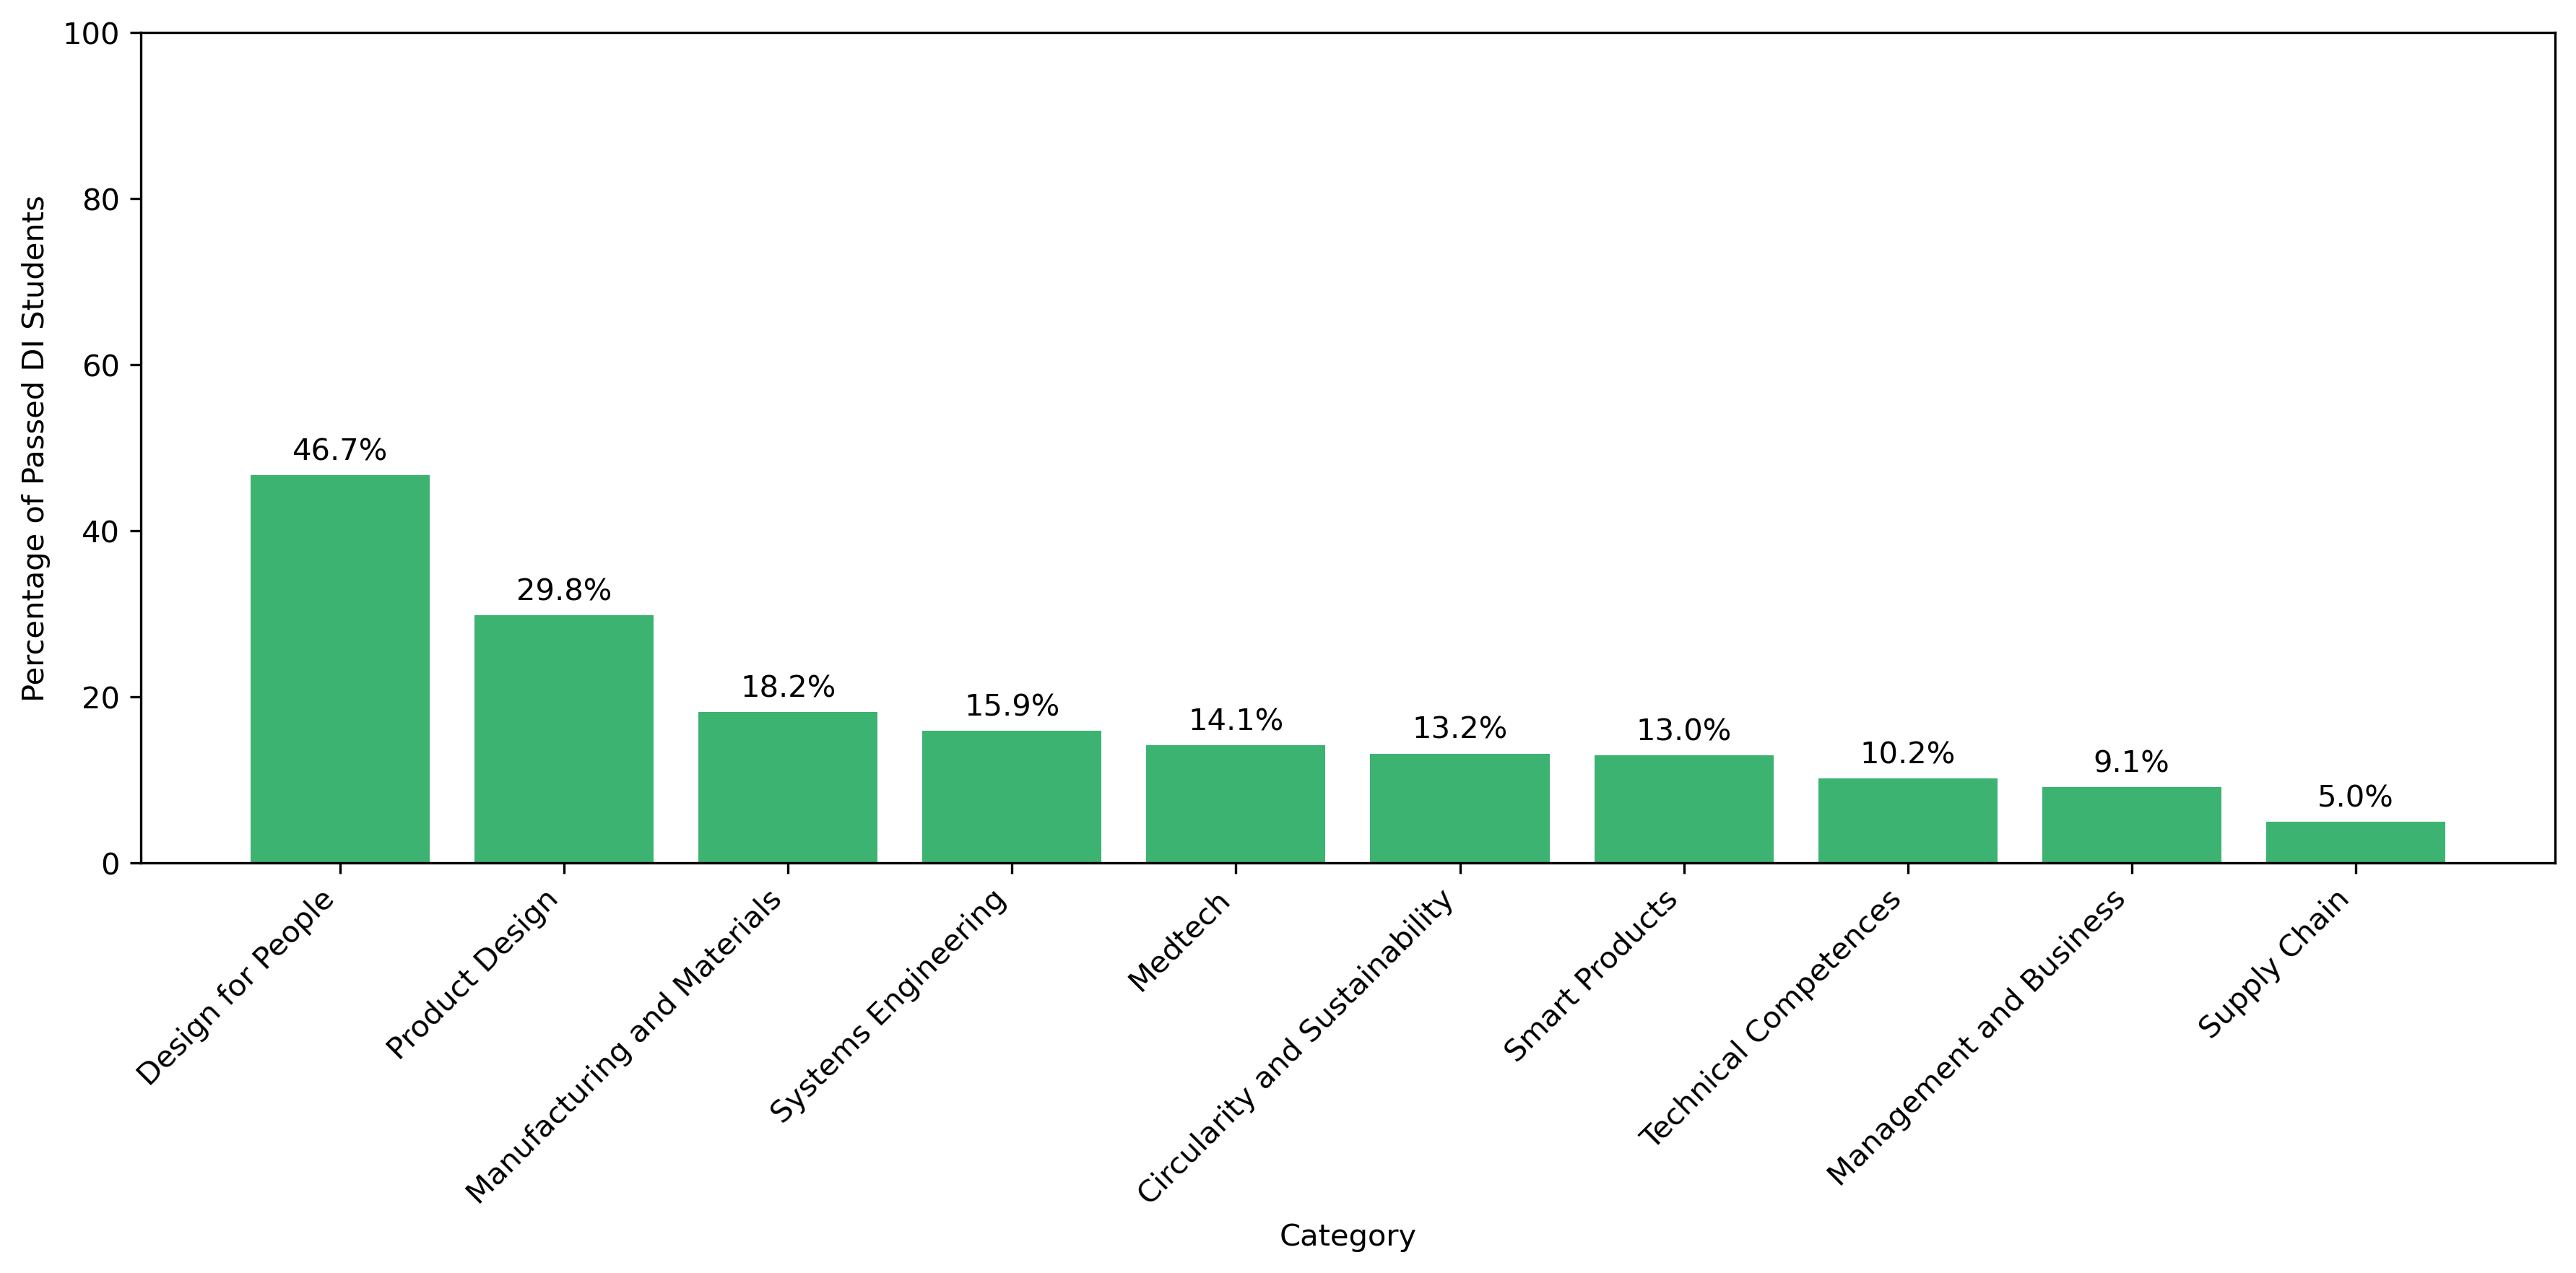 Percentage of Passed DI Students
100
80
60
40
20
0
46.7%
29.8%
18.2%
15.9%
14.1%
13.2%
13.0%
10.2%
9.1%
5.0%
Design for People
Product Design
Manufacturing and Materials
Systems Engineering
Medtech
Circularity and Sustainability
Smart Products
Technical Competences
Management and Business
Supply Chain
Category